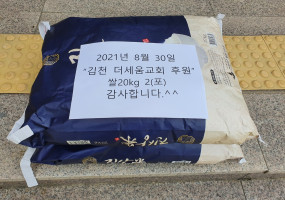 2021년 8월 30일
"김천 더세움교회 후원"
쌀20kg 2(포)
감사합니다.^^